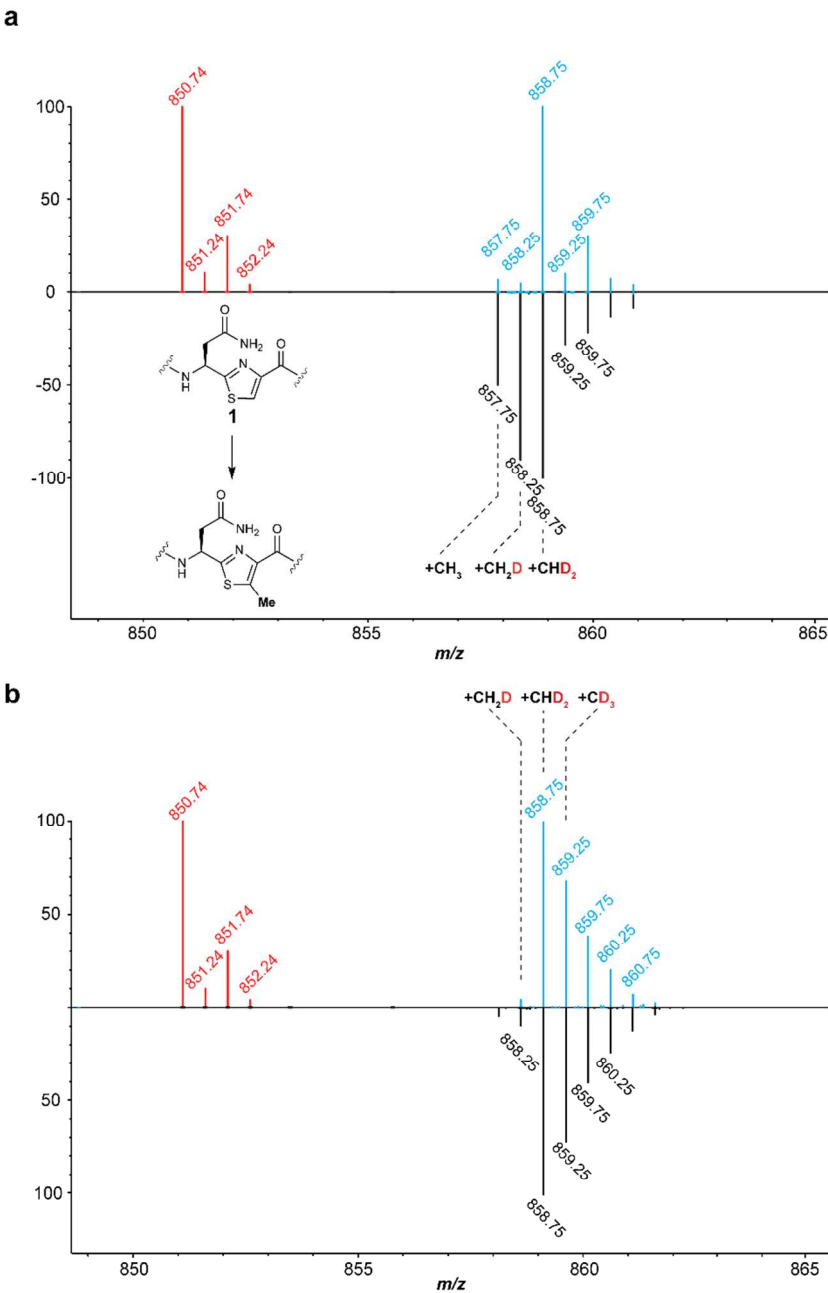 a
858.75
850.74
100
859.75
851.74
50
857.75
858.25
859.25
851.24
852.24
0
O
NH2
O
N
N
H
S
1
-50
859.75
859.25
857.75
-100
858.25
858.75
O
NH2
O
N
N
H
S
Me
+CH3 +CH2D +CHD2
850 855 860 865
m/z
b
+CH2D +CHD2 +CD3
858.75
850.74
100
859.25
859.75
851.74
50
860.25
851.24
852.24
860.75
0
858.25
860.25
859.75
50
859.25
100
858.75
850 855 860 865
m/z